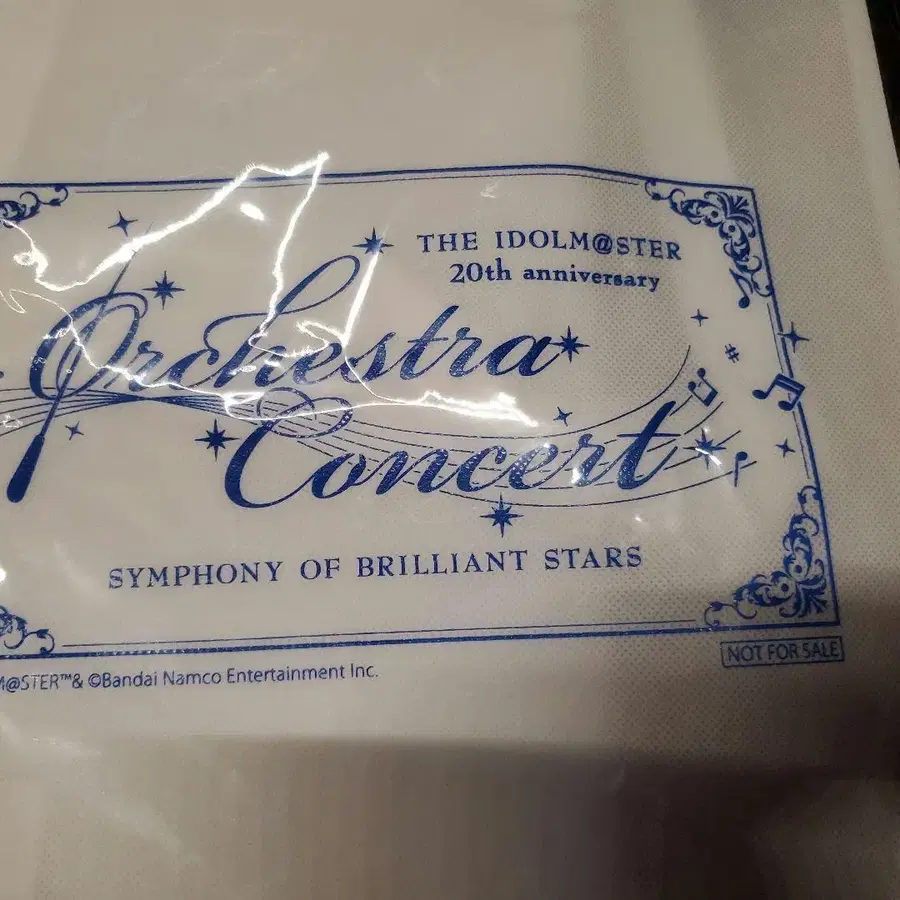 THE IDOLM@STER
20th anniversary
Orchestra
Concert
SYMPHONY OF BRILLIANT STARS
NOT FOR SALE
M@STER™& ©Bandai Namco Entertainment Inc.